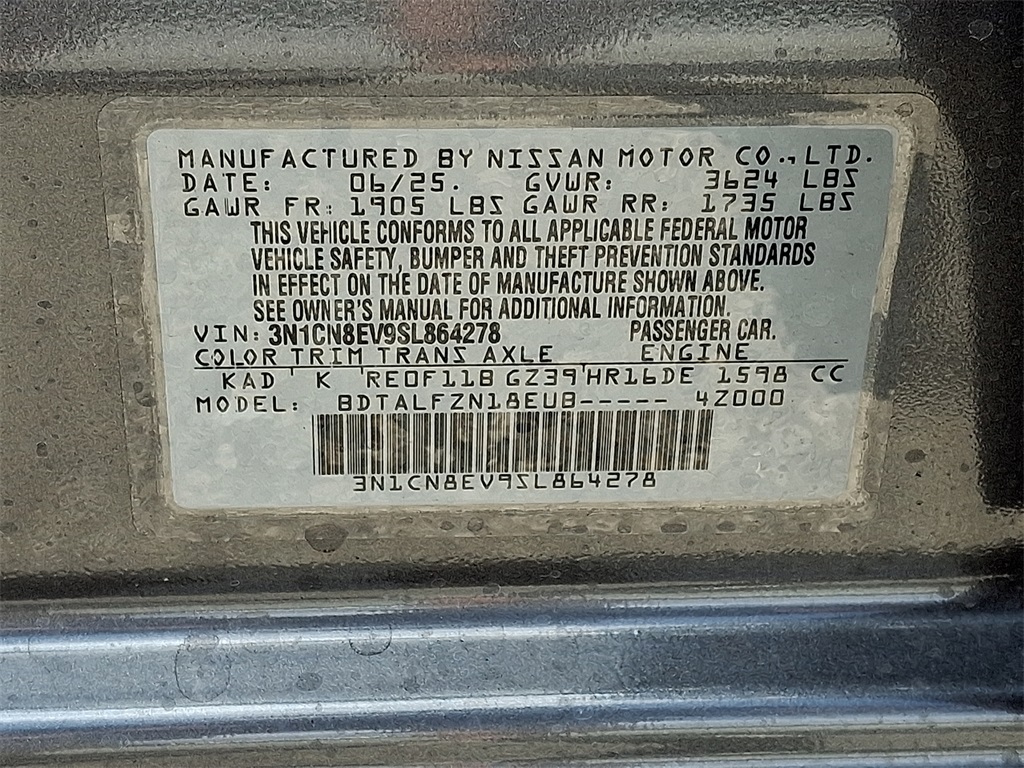 MANUFACTURED BY NISSAN MOTOR CO.,LTD.
DATE: 06/25. GVWR: 3624 LBS
GAWR FR: 1905 LBS GAWR RR: 1735 LBS
THIS VEHICLE CONFORMS TO ALL APPLICABLE FEDERAL MOTOR
VEHICLE SAFETY, BUMPER AND THEFT PREVENTION STANDARDS
IN EFFECT ON THE DATE OF MANUFACTURE SHOWN ABOVE.
SEE OWNER'S MANUAL FOR ADDITIONAL INFORMATION.
VIN: 3N1CN8EV9SL864278 PASSENGER CAR.
COLOR TRIM TRANS AXLE ENGINE
KAD ' K 'RE0F11B GZ39'HR16DE 1598 CC
MODEL: BDTALFZN18EUB----- 4Z000
3N1CN8EV9SL864278